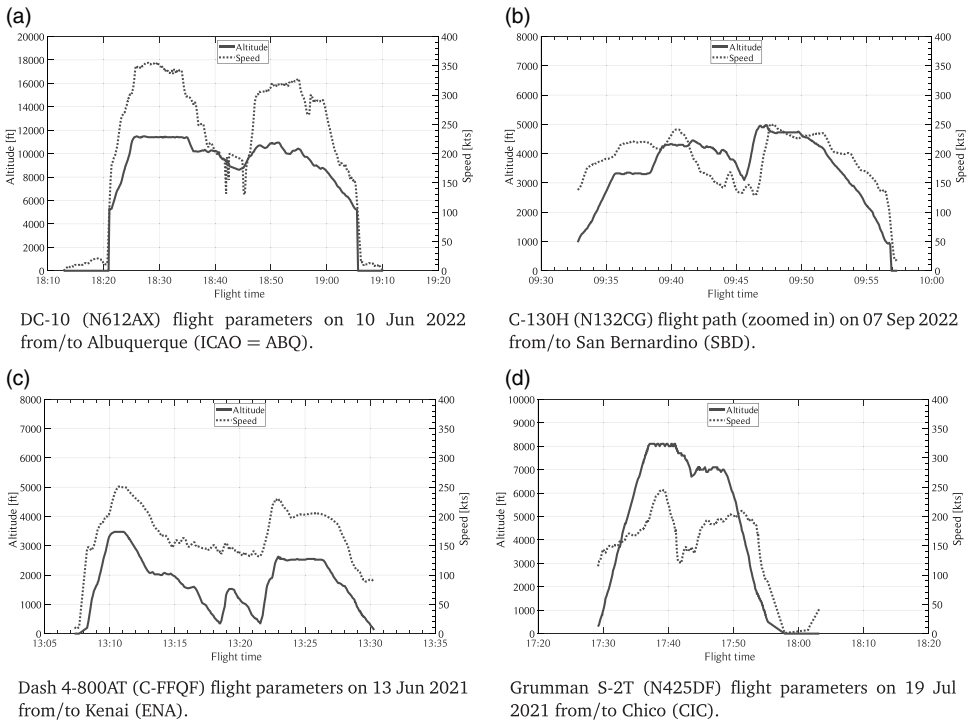 (a)
Altitude
Speed
20000
18000
16000
14000
12000
10000
8000
6000
4000
2000
0
Altitude [ft]
400
350
300
250
200
150
100
50
0
Speed [kts]
18:10 18:20 18:30 18:40 18:50 19:00 19:10 19:20
Flight time
DC-10 (N612AX) flight parameters on 10 Jun 2022
from/to Albuquerque (ICAO = ABQ).
(b)
Altitude
Speed
8000
7000
6000
5000
4000
3000
2000
1000
0
Altitude [ft]
400
350
300
250
200
150
100
50
0
Speed [kts]
09:30 09:35 09:40 09:45 09:50 09:55 10:00
Flight time
C-130H (N132CG) flight path (zoomed in) on 07 Sep 2022
from/to San Bernardino (SBD).
(c)
Altitude
Speed
8000
7000
6000
5000
4000
3000
2000
1000
0
Altitude [ft]
400
350
300
250
200
150
100
50
0
Speed [kts]
13:05 13:10 13:15 13:20 13:25 13:30 13:35
Flight time
Dash 4-800AT (C-FFQF) flight parameters on 13 Jun 2021
from/to Kenai (ENA).
(d)
Altitude
Speed
10000
9000
8000
7000
6000
5000
4000
3000
2000
1000
0
Altitude [ft]
400
350
300
250
200
150
100
50
0
Speed [kts]
17:20 17:30 17:40 17:50 18:00 18:10 18:20
Flight time
Grumman S-2T (N425DF) flight parameters on 19 Jul
2021 from/to Chico (CIC).